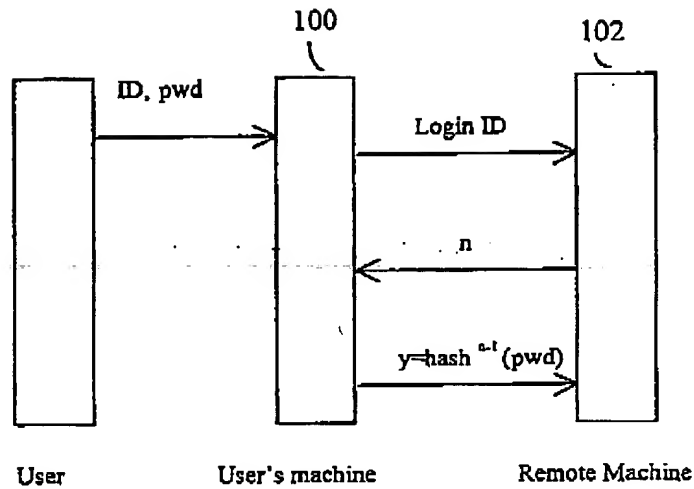 100
102
ID, pwd
Login ID
n
y=hash n-1 (pwd)
User
User's machine
Remote Machine